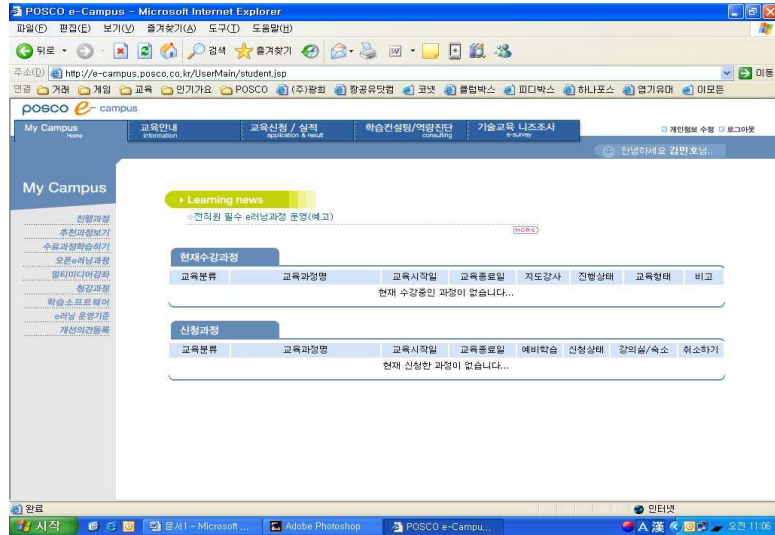 POSCO e-Campus - Microsoft Internet Explorer
파일(F) 편집(E) 보기(V) 즐겨찾기(A) 도구(T) 도움말(H)
뒤로 검색 즐겨찾기
주소(D) http://e-campus.posco.co.kr/UserMain/student.jsp 이동
연결 거래 게임 교육 인기가요 POSCO (주)광희 짱공유닷컴 코넷 클럽박스 피디박스 하나포스 엽기유머 이모든
posco e- campus
My Campus 교육안내 교육신청 / 실적 학습컨설팅/역량진단 기술교육 니즈조사
Home information application & result consulting e-survey
개인정보 수정 로그아웃
안녕하세요 김민호님..
My Campus
진행과정
추천과정보기
수료과정학습하기
오픈e러닝과정
멀티미디어강좌
청강과정
학습소프트웨어
e러닝 운영기준
개선의견등록
Learning news
전직원 필수 e러닝과정 운영(예고)
MORE
현재수강과정
교육분류 교육과정명 교육시작일 교육종료일 지도강사 진행상태 교육형태 비고
현재 수강중인 과정이 없습니다...
신청과정
교육분류 교육과정명 교육시작일 교육종료일 예비학습 신청상태 강의실/숙소 취소하기
현재 신청한 과정이 없습니다...
완료 인터넷
시작 문서1 - Microsoft ... Adobe Photoshop POSCO e-Campu... A 漢 오전 11:06